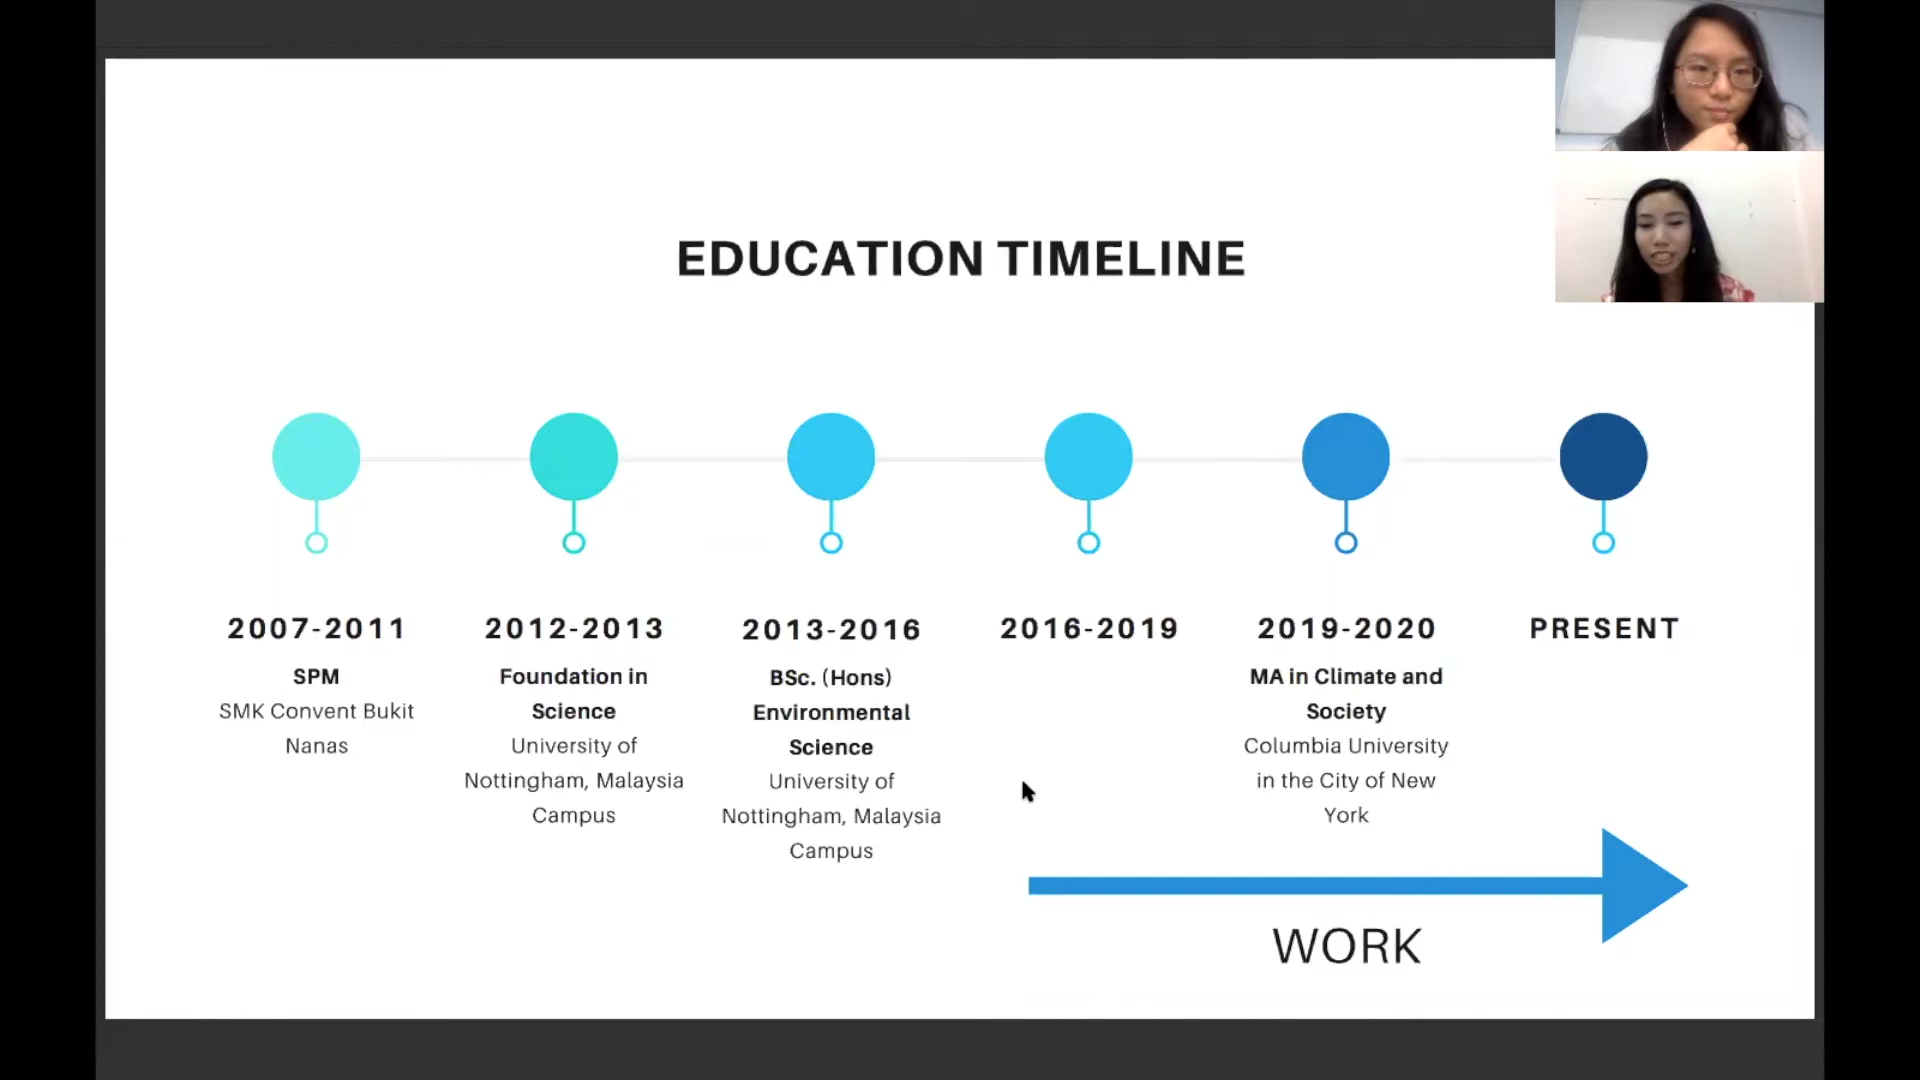 EDUCATION TIMELINE
2007-2011
SPM
SMK Convent Bukit
Nanas
2012-2013
Foundation in
Science
University of
Nottingham, Malaysia
Campus
2013-2016
BSc. (Hons)
Environmental
Science
University of
Nottingham, Malaysia
Campus
2016-2019
2019-2020
MA in Climate and
Society
Columbia University
in the City of New
York
PRESENT
WORK